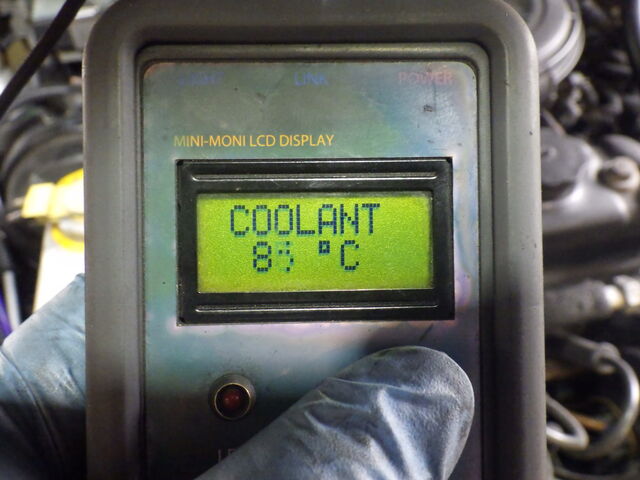 LINK POWER
MINI-MONI LCD DISPLAY
COOLANT
°C